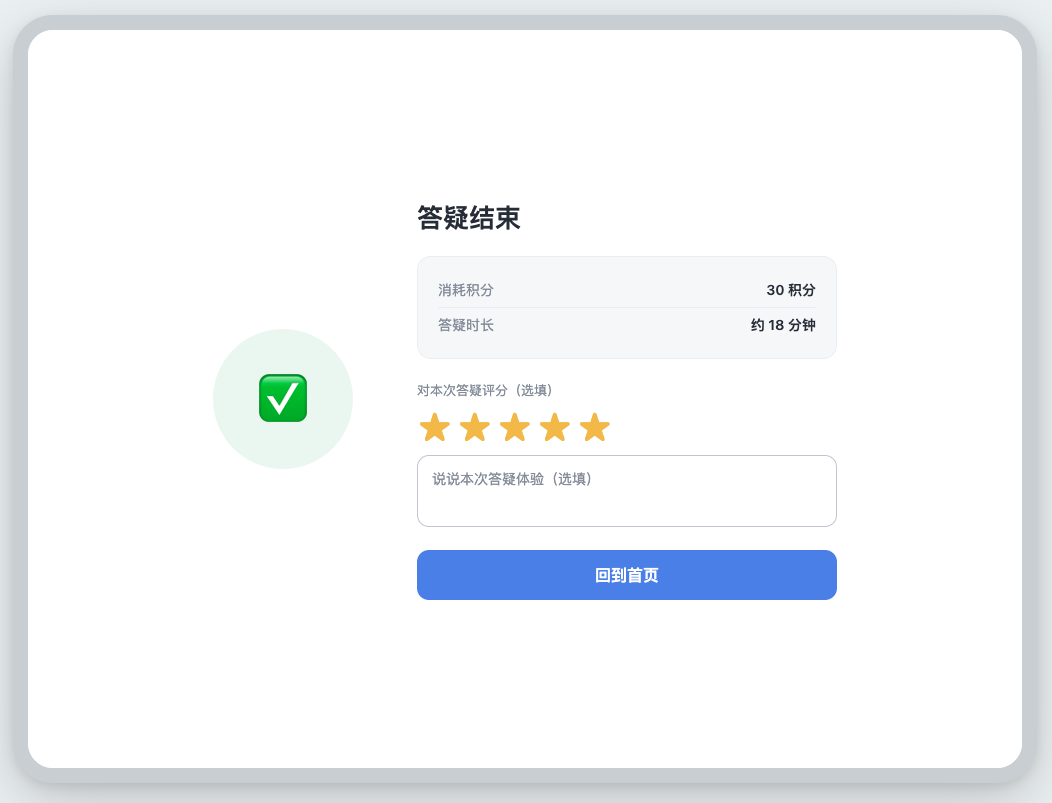 答疑结束
消耗积分 30 积分
答疑时长 约 18 分钟
对本次答疑评分（选填）
说说本次答疑体验（选填）
回到首页